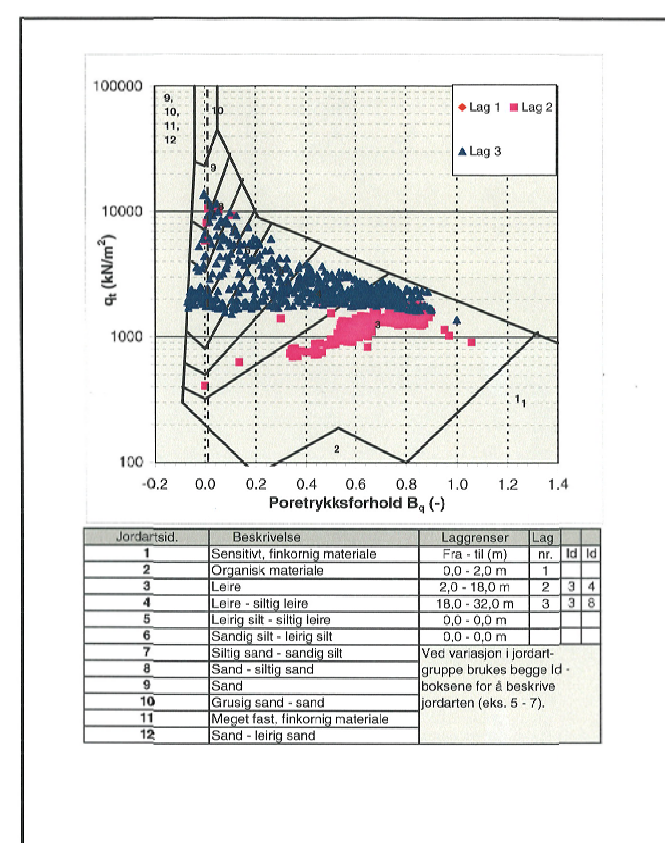 100000
10000
1000
100
qt (kN/m²)
9,
10,
11,
12
10
9
3
1
1
2
Lag 1 Lag 2
Lag 3
-0.2 0.0 0.2 0.4 0.6 0.8 1.0 1.2 1.4
Poretrykksforhold Bq (-)
Jordartsid. Beskrivelse Laggrenser Lag
1 Sensitivt, finkornig materiale Fra - til (m) nr. Id Id
2 Organisk materiale 0,0 - 2,0 m 1
3 Leire 2,0 - 18,0 m 2 3 4
4 Leire - siltig leire 18,0 - 32,0 m 3 3 8
5 Leirig silt - siltig leire 0,0 - 0,0 m
6 Sandig silt - leirig silt 0,0 - 0,0 m
7 Siltig sand - sandig silt Ved variasjon i jordart-
8 Sand - siltig sand gruppe brukes begge Id -
9 Sand boksene for å beskrive
10 Grusig sand - sand jordarten (eks. 5 - 7).
11 Meget fast, finkornig materiale
12 Sand - leirig sand